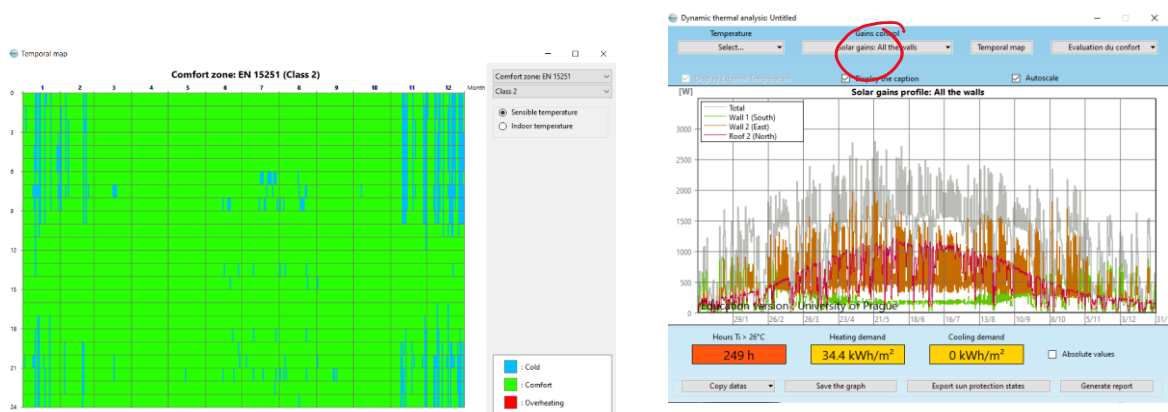 Temporal map
Comfort zone: EN 15251 (Class 2)
1 2 3 4 5 6 7 8 9 10 11 12 Month
0
3
6
9
12
15
18
21
24
Comfort zone: EN 15251
Class 2
Sensible temperature
Indoor temperature
: Cold
: Comfort
: Overheating
Dynamic thermal analysis: Untitled
Temperature
Gains control
Select...
Solar gains: All the walls
Temporal map
Evaluation du confort
Display External Temperature
Display the caption
Autoscale
[W]
Solar gains profile: All the walls
Total
Wall 1 (South)
Wall 2 (East)
Roof 2 (North)
3000
2500
2000
1500
1000
500
0
Education version : University of Prague
29/1 26/2 26/3 23/4 21/5 18/6 16/7 13/8 10/9 8/10 5/11 3/12 31/
Hours Ti > 26°C
Heating demand
Cooling demand
249 h
34.4 kWh/m²
0 kWh/m²
Absolute values
Copy datas
Save the graph
Export sun protection states
Generate report